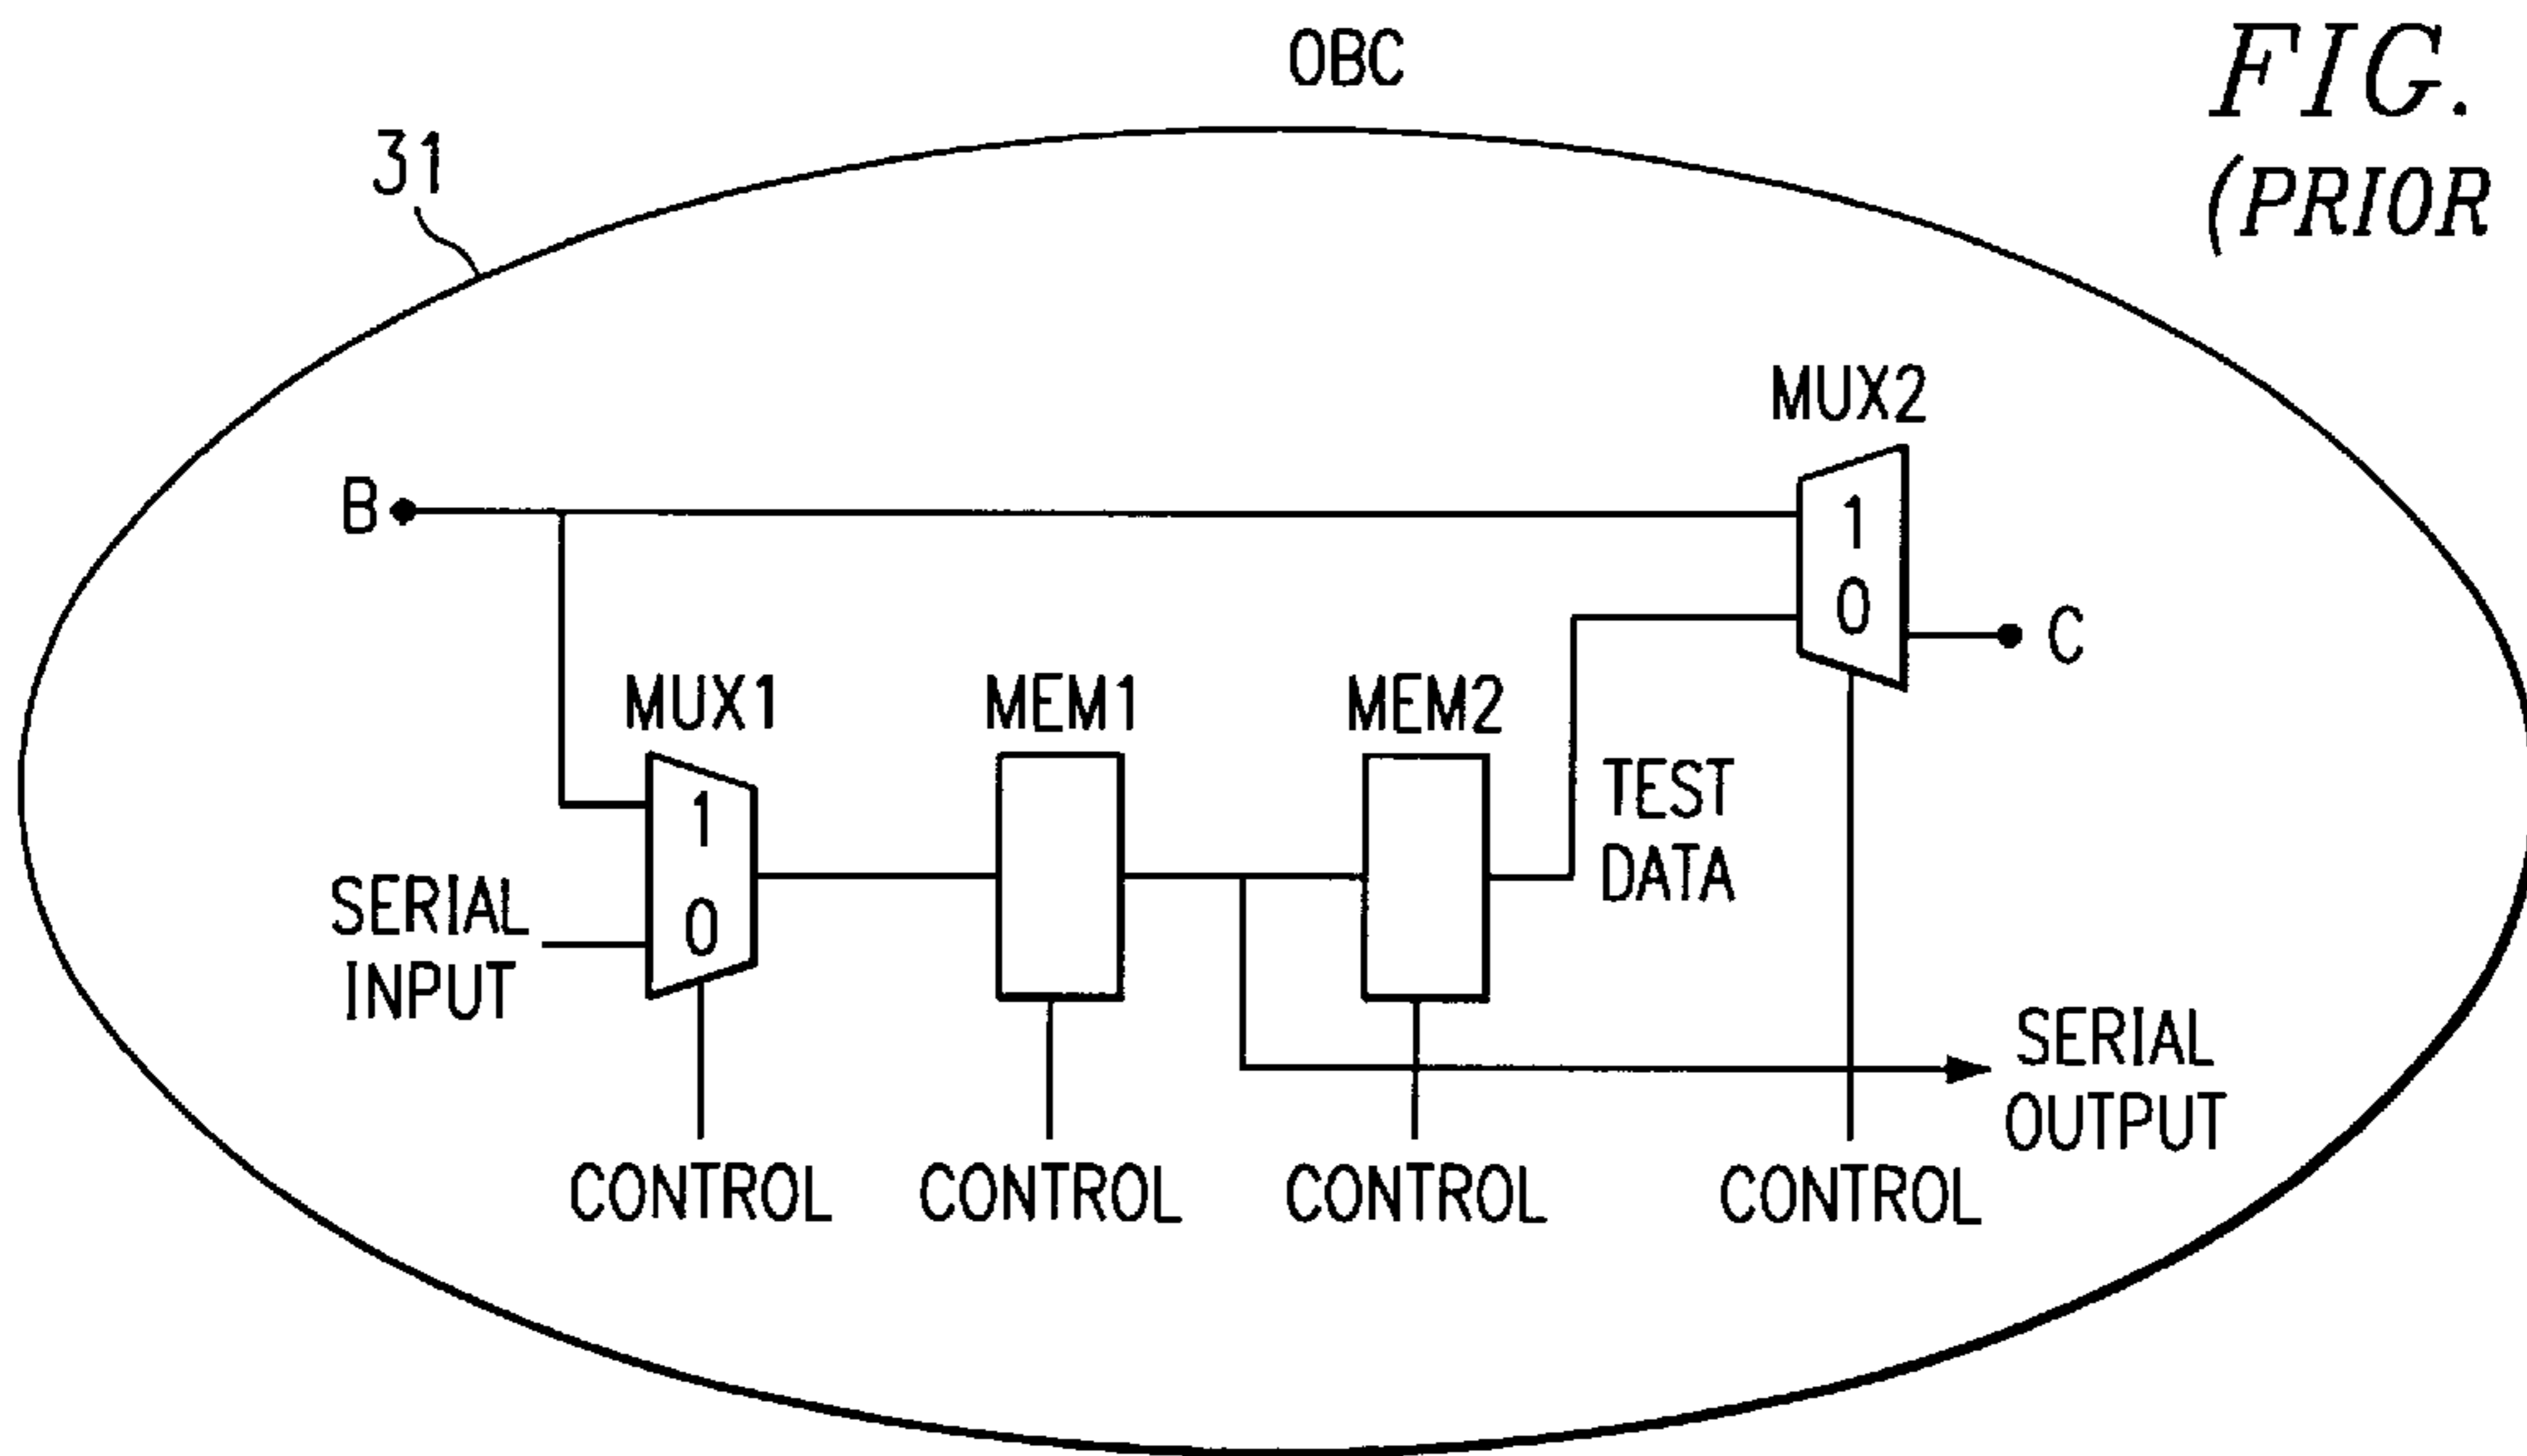 OBC
FIG.
(PRIOR
31
MUX2
B
1
0
C
MUX1
MEM1
MEM2
1
0
TEST
DATA
SERIAL
INPUT
SERIAL
OUTPUT
CONTROL
CONTROL
CONTROL
CONTROL